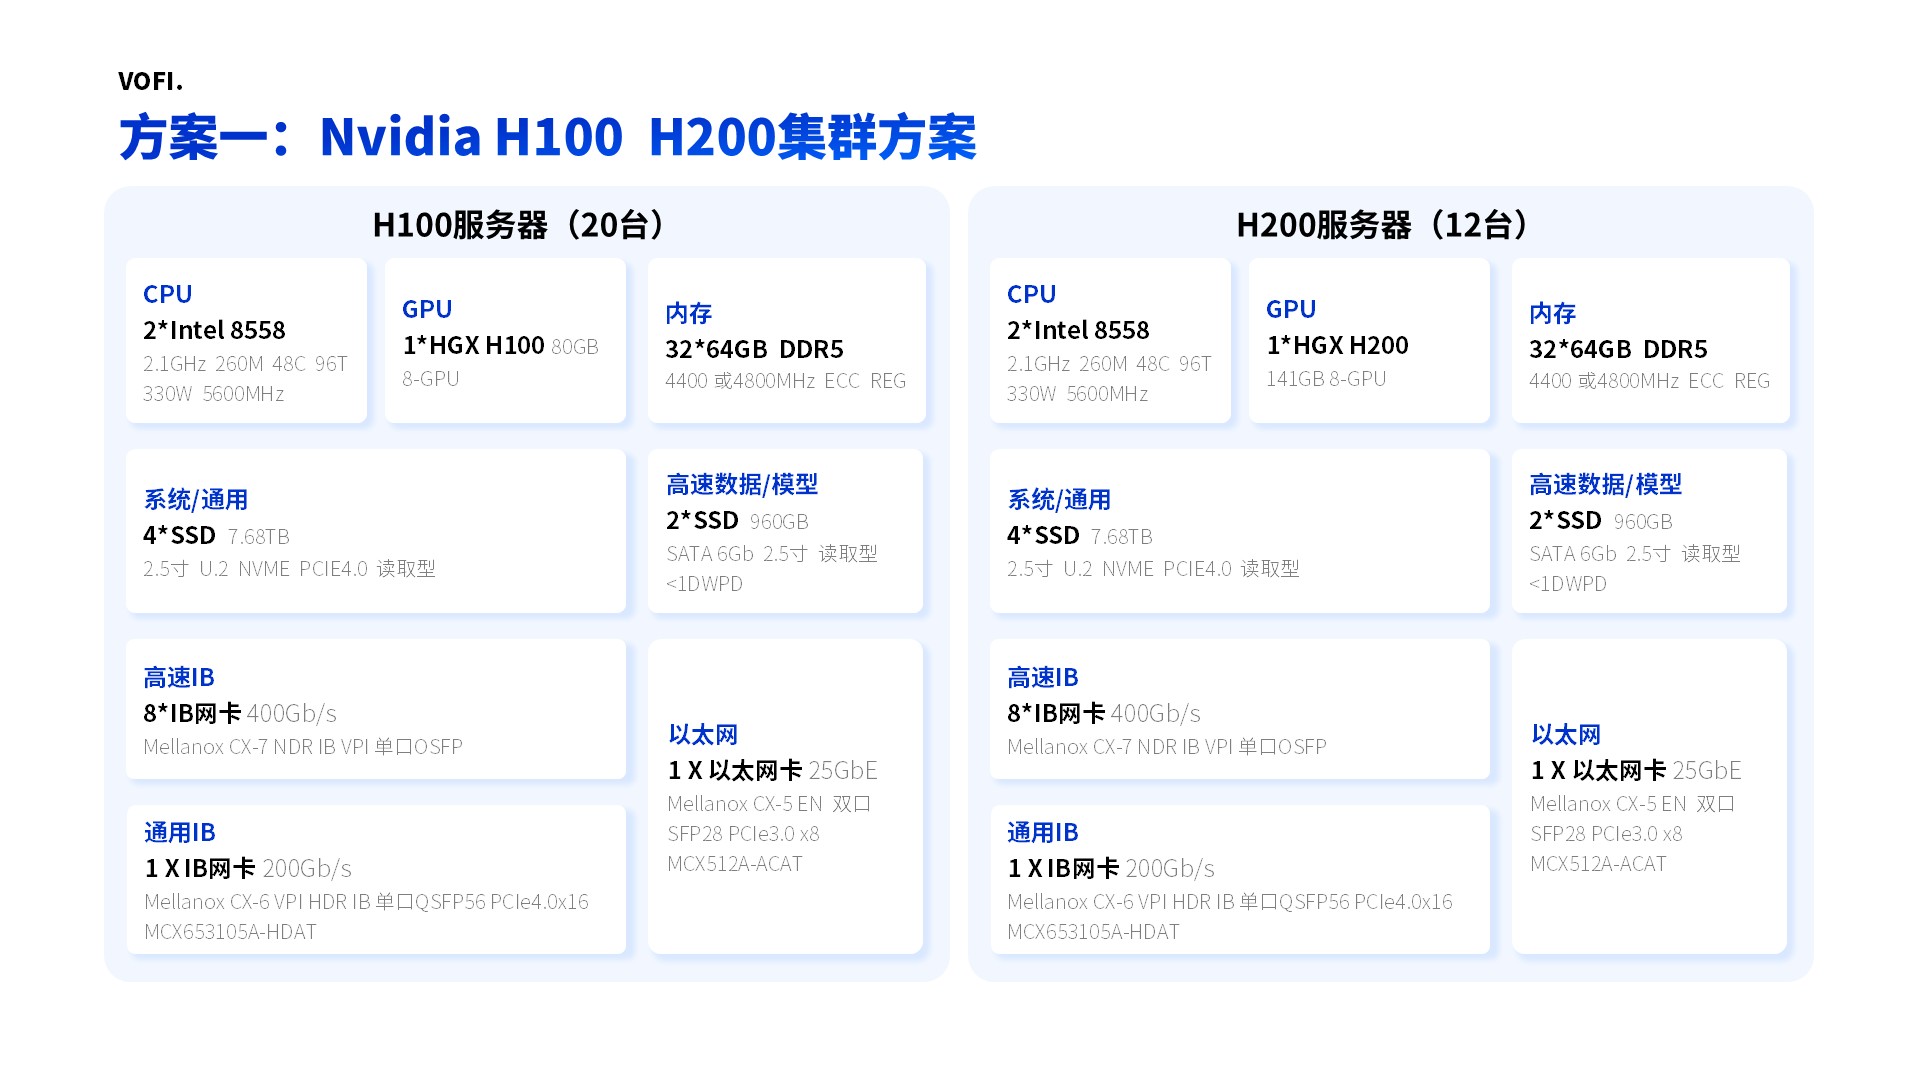 VOFI.
方案一：Nvidia H100 H200集群方案
H100服务器（20台）
CPU
2*Intel 8558
2.1GHz 260M 48C 96T
330W 5600MHz
GPU
1*HGX H100 80GB
8-GPU
内存
32*64GB DDR5
4400 或4800MHz ECC REG
系统/通用
4*SSD 7.68TB
2.5寸 U.2 NVME PCIE4.0 读取型
高速数据/模型
2*SSD 960GB
SATA 6Gb 2.5寸 读取型
<1DWPD
高速IB
8*IB网卡 400Gb/s
Mellanox CX-7 NDR IB VPI 单口OSFP
通用IB
1 X IB网卡 200Gb/s
Mellanox CX-6 VPI HDR IB 单口QSFP56 PCIe4.0x16
MCX653105A-HDAT
以太网
1 X 以太网卡 25GbE
Mellanox CX-5 EN 双口
SFP28 PCIe3.0 x8
MCX512A-ACAT
H200服务器（12台）
CPU
2*Intel 8558
2.1GHz 260M 48C 96T
330W 5600MHz
GPU
1*HGX H200
141GB 8-GPU
内存
32*64GB DDR5
4400 或4800MHz ECC REG
系统/通用
4*SSD 7.68TB
2.5寸 U.2 NVME PCIE4.0 读取型
高速数据/模型
2*SSD 960GB
SATA 6Gb 2.5寸 读取型
<1DWPD
高速IB
8*IB网卡 400Gb/s
Mellanox CX-7 NDR IB VPI 单口OSFP
通用IB
1 X IB网卡 200Gb/s
Mellanox CX-6 VPI HDR IB 单口QSFP56 PCIe4.0x16
MCX653105A-HDAT
以太网
1 X 以太网卡 25GbE
Mellanox CX-5 EN 双口
SFP28 PCIe3.0 x8
MCX512A-ACAT